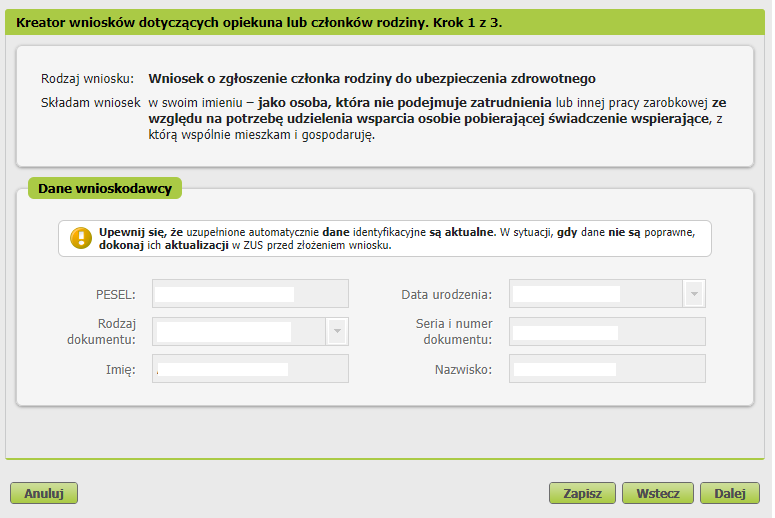 Kreator wniosków dotyczących opiekuna lub członków rodziny. Krok 1 z 3.
Rodzaj wniosku: Wniosek o zgłoszenie członka rodziny do ubezpieczenia zdrowotnego
Składam wniosek w swoim imieniu – jako osoba, która nie podejmuje zatrudnienia lub innej pracy zarobkowej ze
względu na potrzebę udzielenia wsparcia osobie pobierającej świadczenie wspierające, z
którą wspólnie mieszkam i gospodaruję.
Dane wnioskodawcy
Upewnij się, że uzupełnione automatycznie dane identyfikacyjne są aktualne. W sytuacji, gdy dane nie są poprawne,
dokonaj ich aktualizacji w ZUS przed złożeniem wniosku.
PESEL: Data urodzenia:
Rodzaj
dokumentu:
Seria i numer
dokumentu:
Imię: Nazwisko:
Anuluj Zapisz Wstecz Dalej